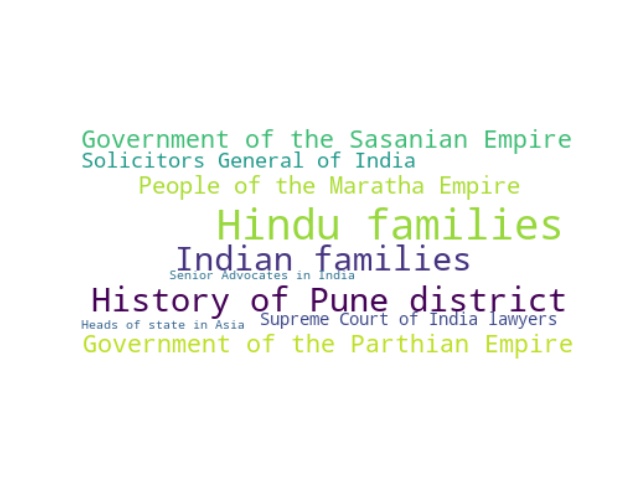 Government of the Sasanian Empire
Solicitors General of India
People of the Maratha Empire
Hindu families
Indian families
Senior Advocates in India
History of Pune district
Supreme Court of India lawyers
Heads of state in Asia
Government of the Parthian Empire